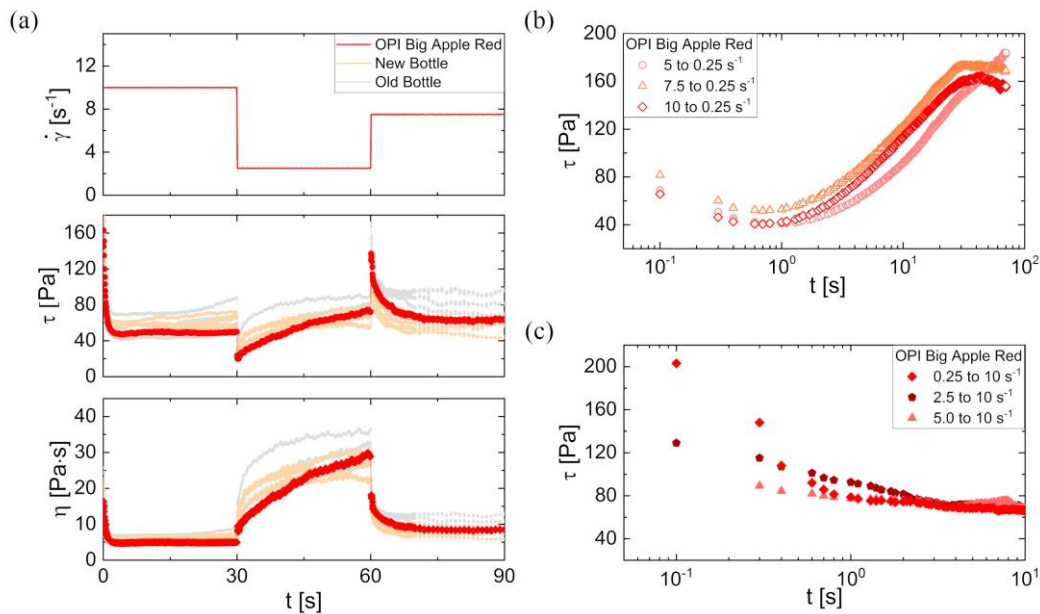 (a)
OPI Big Apple Red
New Bottle
Old Bottle
12
8
4
0
γ̇ [s⁻¹]
160
120
80
40
0
τ [Pa]
40
30
20
10
0
η [Pa·s]
0 30 60 90
t [s]
(b)
200
160
120
80
40
τ [Pa]
OPI Big Apple Red
5 to 0.25 s⁻¹
7.5 to 0.25 s⁻¹
10 to 0.25 s⁻¹
10⁻¹ 10⁰ 10¹ 10²
t [s]
(c)
200
160
120
80
40
τ [Pa]
OPI Big Apple Red
0.25 to 10 s⁻¹
2.5 to 10 s⁻¹
5.0 to 10 s⁻¹
10⁻¹ 10⁰ 10¹
t [s]